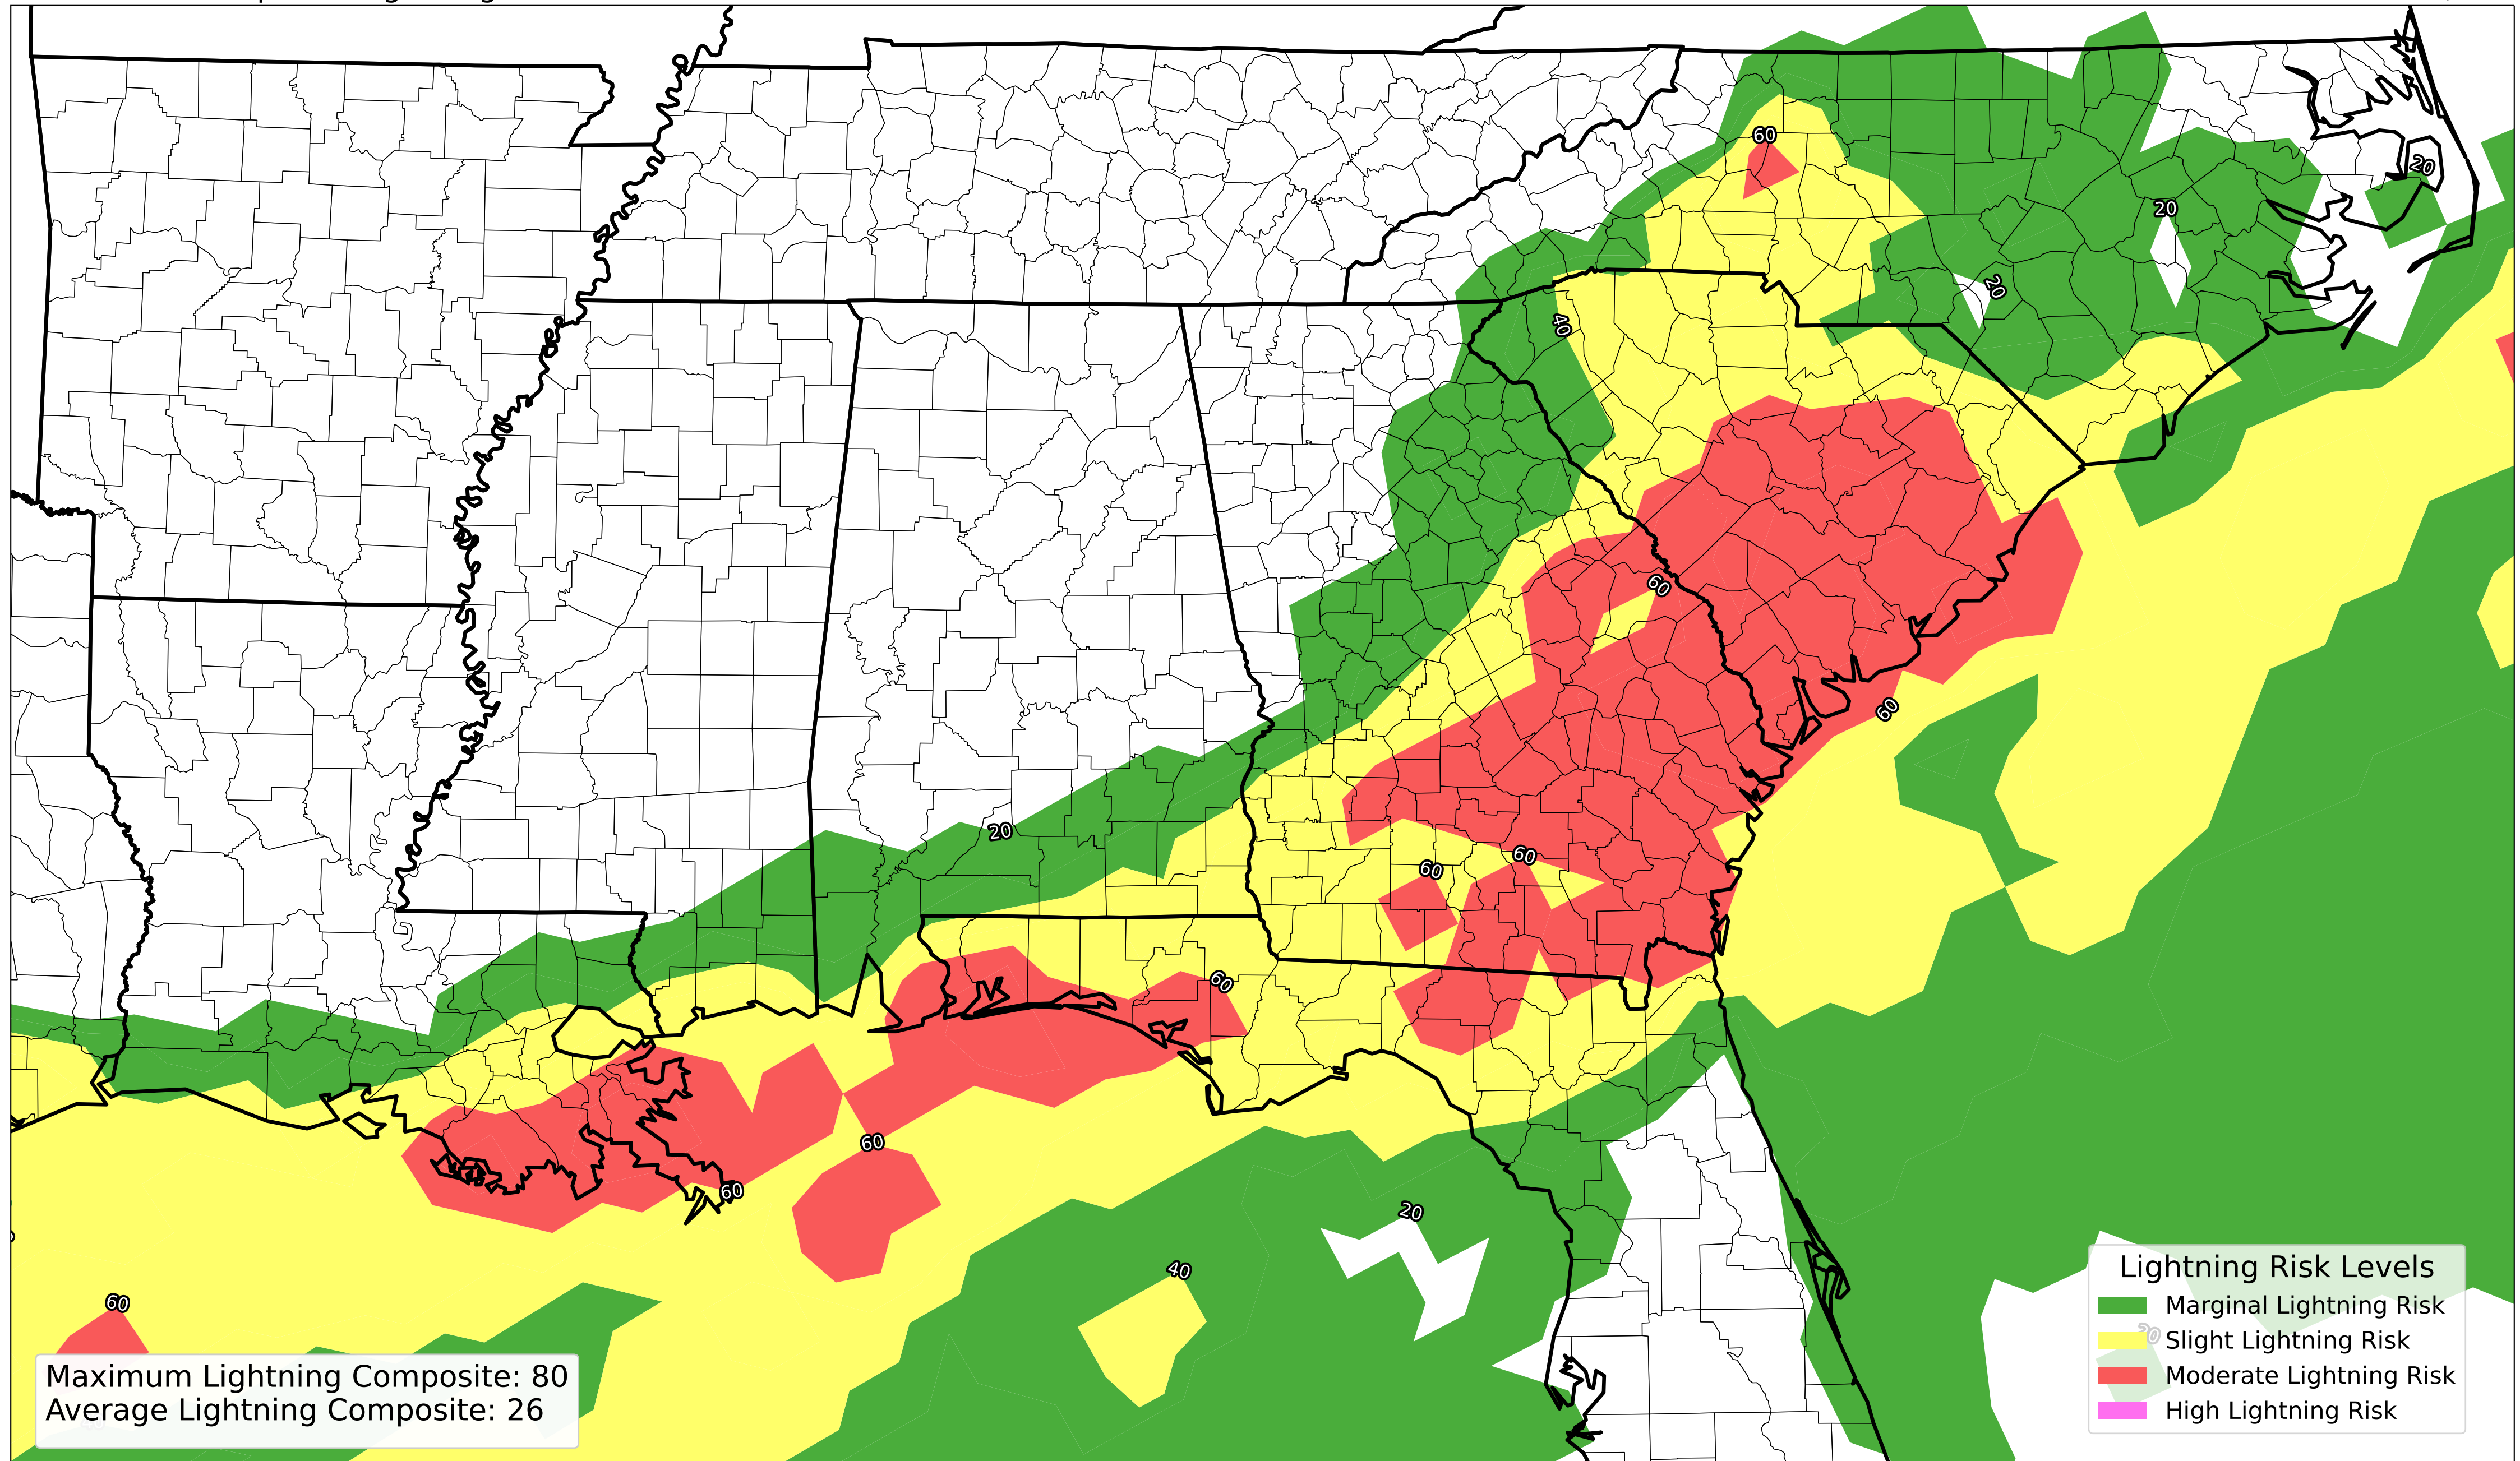 60
20
20
20
40
60
60
20
60
60
60
60
20
60
40
60
Lightning Risk Levels
Marginal Lightning Risk
20
Slight Lightning Risk
Moderate Lightning Risk
High Lightning Risk
Maximum Lightning Composite: 80
Average Lightning Composite: 26